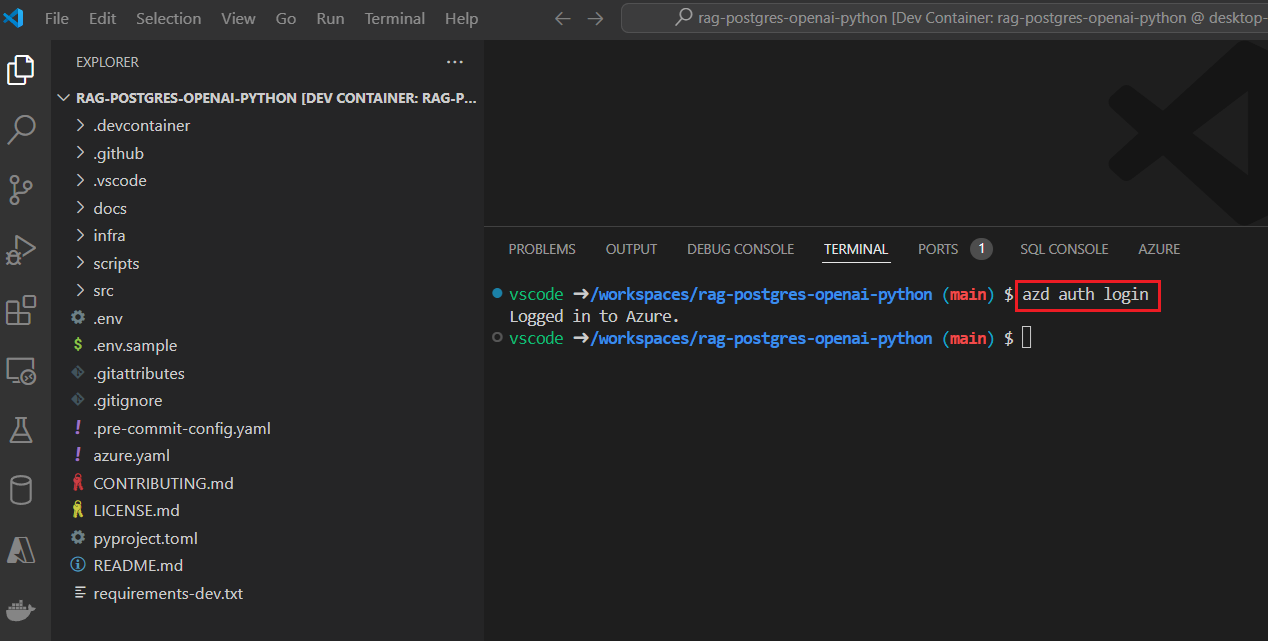 File Edit Selection View Go Run Terminal Help
rag-postgres-openai-python [Dev Container: rag-postgres-openai-python @ desktop-
EXPLORER
RAG-POSTGRES-OPENAI-PYTHON [DEV CONTAINER: RAG-P...
.devcontainer
.github
.vscode
docs
infra
scripts
src
.env
.env.sample
.gitattributes
.gitignore
.pre-commit-config.yaml
azure.yaml
CONTRIBUTING.md
LICENSE.md
pyproject.toml
README.md
requirements-dev.txt
PROBLEMS OUTPUT DEBUG CONSOLE TERMINAL PORTS 1 SQL CONSOLE AZURE
vscode ➜/workspaces/rag-postgres-openai-python (main) $ azd auth login
Logged in to Azure.
vscode ➜/workspaces/rag-postgres-openai-python (main) $